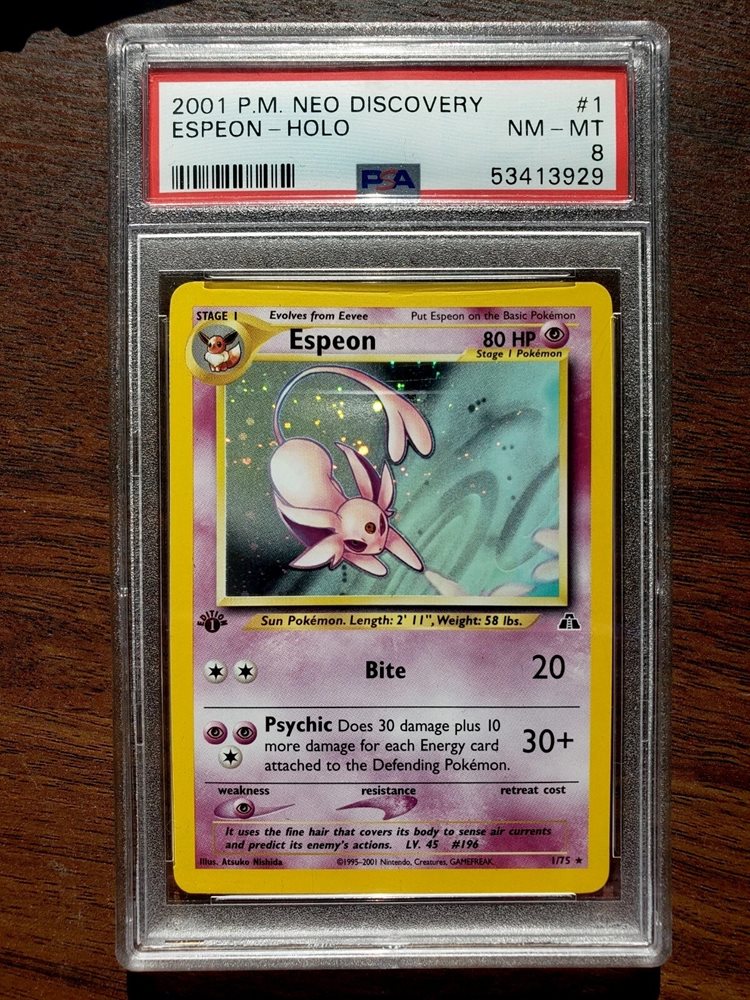 2001 P.M. NEO DISCOVERY #1
ESPEON - HOLO NM - MT
8
PSA 53413929
STAGE 1 Evolves from Eevee Put Espeon on the Basic Pokémon
Espeon 80 HP
Stage 1 Pokémon
EDITION 1
Sun Pokémon. Length: 2' 11", Weight: 58 lbs.
Bite 20
Psychic Does 30 damage plus 10
more damage for each Energy card
attached to the Defending Pokémon.
30+
weakness resistance retreat cost
It uses the fine hair that covers its body to sense air currents
and predict its enemy's actions. LV. 45 #196
Illus. Atsuko Nishida ©1995-2001 Nintendo, Creatures, GAMEFREAK. 1/75 ★